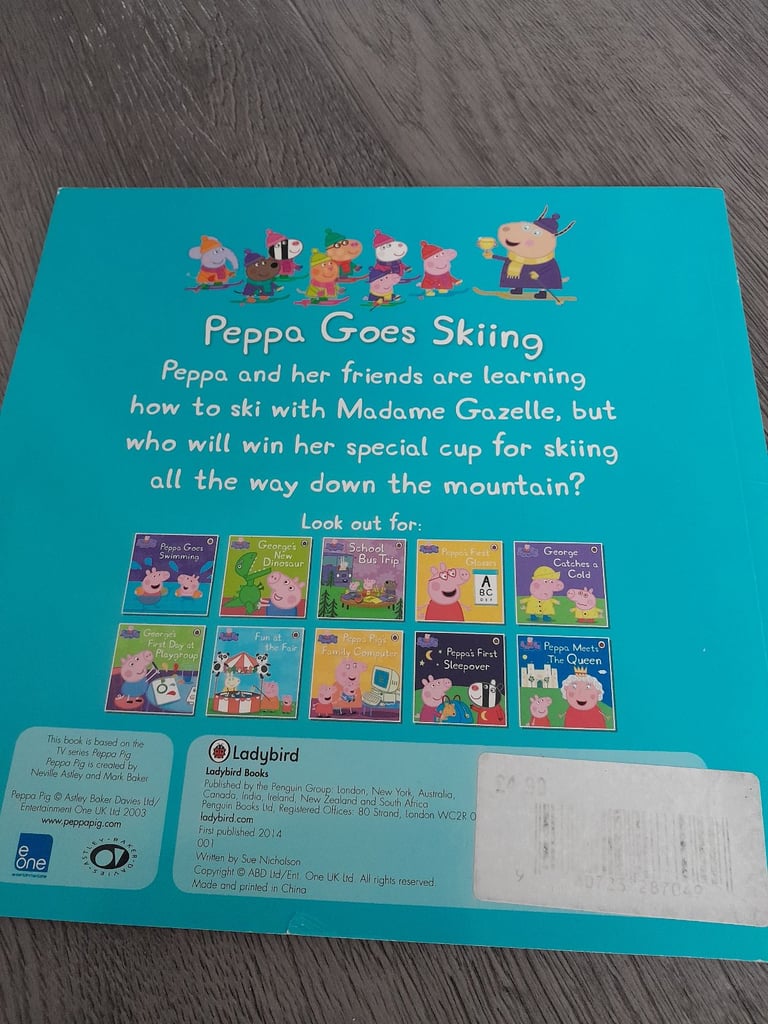 Peppa Goes Skiing
Peppa and her friends are learning
how to ski with Madame Gazelle, but
who will win her special cup for skiing
all the way down the mountain?
Look out for:
Peppa Goes
Swimming
George's
New
Dinosaur
School
Bus Trip
Peppa's First
Glasses
A
BC
DEF
George
Catches a
Cold
George's
First Day at
Playgroup
Fun at
the Fair
Peppa Pig's
Family Computer
Peppa's First
Sleepover
Peppa Meets
The Queen
This book is based on the
TV series Peppa Pig
Peppa Pig is created by
Neville Astley and Mark Baker
Peppa Pig © Astley Baker Davies Ltd/
Entertainment One UK Ltd 2003
www.peppapig.com
e
one
ASTLEY BAKER DAVIES
Ladybird
Ladybird Books
Published by the Penguin Group: London, New York, Australia,
Canada, India, Ireland, New Zealand and South Africa
Penguin Books Ltd, Registered Offices: 80 Strand, London WC2R 0
ladybird.com
First published 2014
001
Written by Sue Nicholson
Copyright © ABD Ltd/Ent. One UK Ltd. All rights reserved.
Made and printed in China